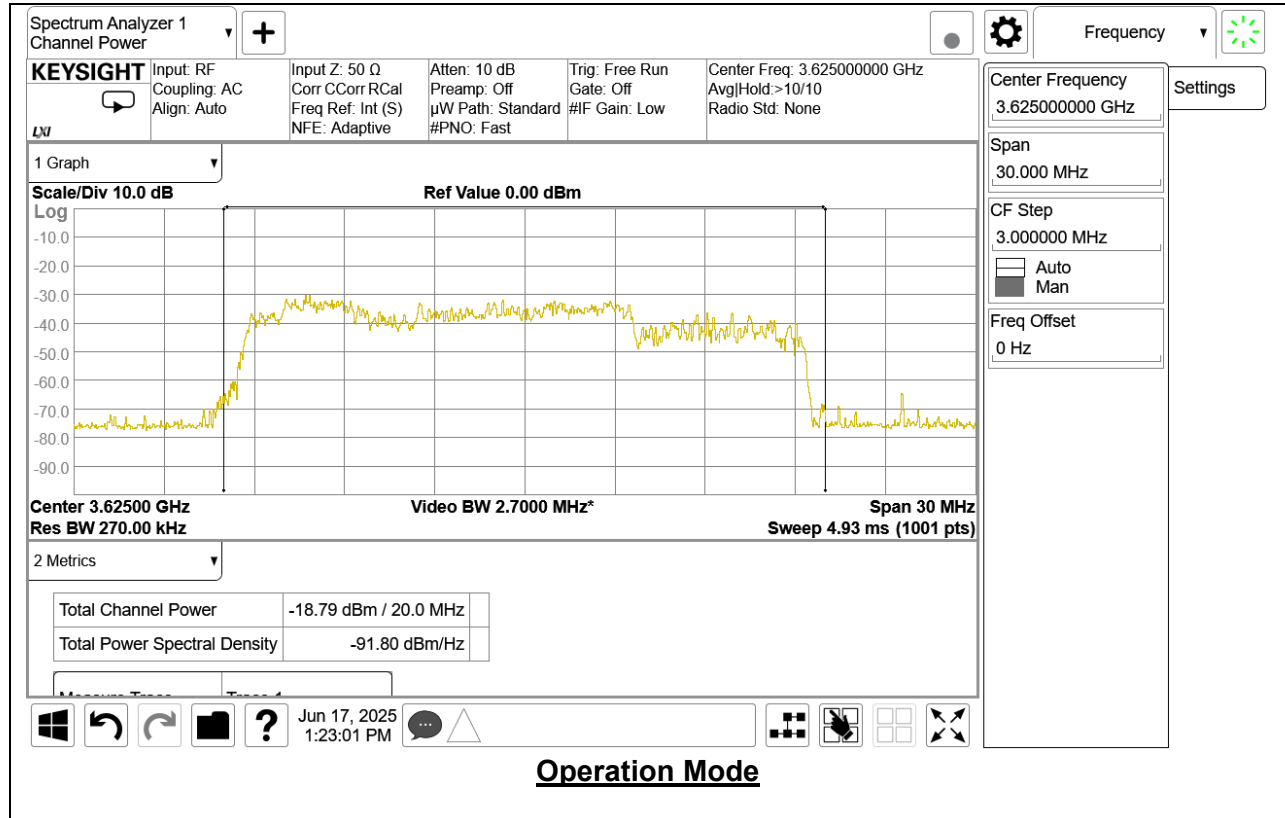 Spectrum Analyzer 1
Channel Power
+
Frequency
KEYSIGHT
LXI
Input: RF
Coupling: AC
Align: Auto
Input Z: 50 Ω
Corr CCorr RCal
Freq Ref: Int (S)
NFE: Adaptive
Atten: 10 dB
Preamp: Off
µW Path: Standard
#PNO: Fast
Trig: Free Run
Gate: Off
#IF Gain: Low
Center Freq: 3.625000000 GHz
Avg|Hold:>10/10
Radio Std: None
Center Frequency
3.625000000 GHz
Settings
Span
30.000 MHz
CF Step
3.000000 MHz
Auto
Man
Freq Offset
0 Hz
1 Graph
Scale/Div 10.0 dB
Ref Value 0.00 dBm
Log
-10.0
-20.0
-30.0
-40.0
-50.0
-60.0
-70.0
-80.0
-90.0
Center 3.62500 GHz
Video BW 2.7000 MHz*
Span 30 MHz
Res BW 270.00 kHz
Sweep 4.93 ms (1001 pts)
2 Metrics
Total Channel Power -18.79 dBm / 20.0 MHz
Total Power Spectral Density -91.80 dBm/Hz
Measure Trace Trace 1
?
Jun 17, 2025
1:23:01 PM
Operation Mode